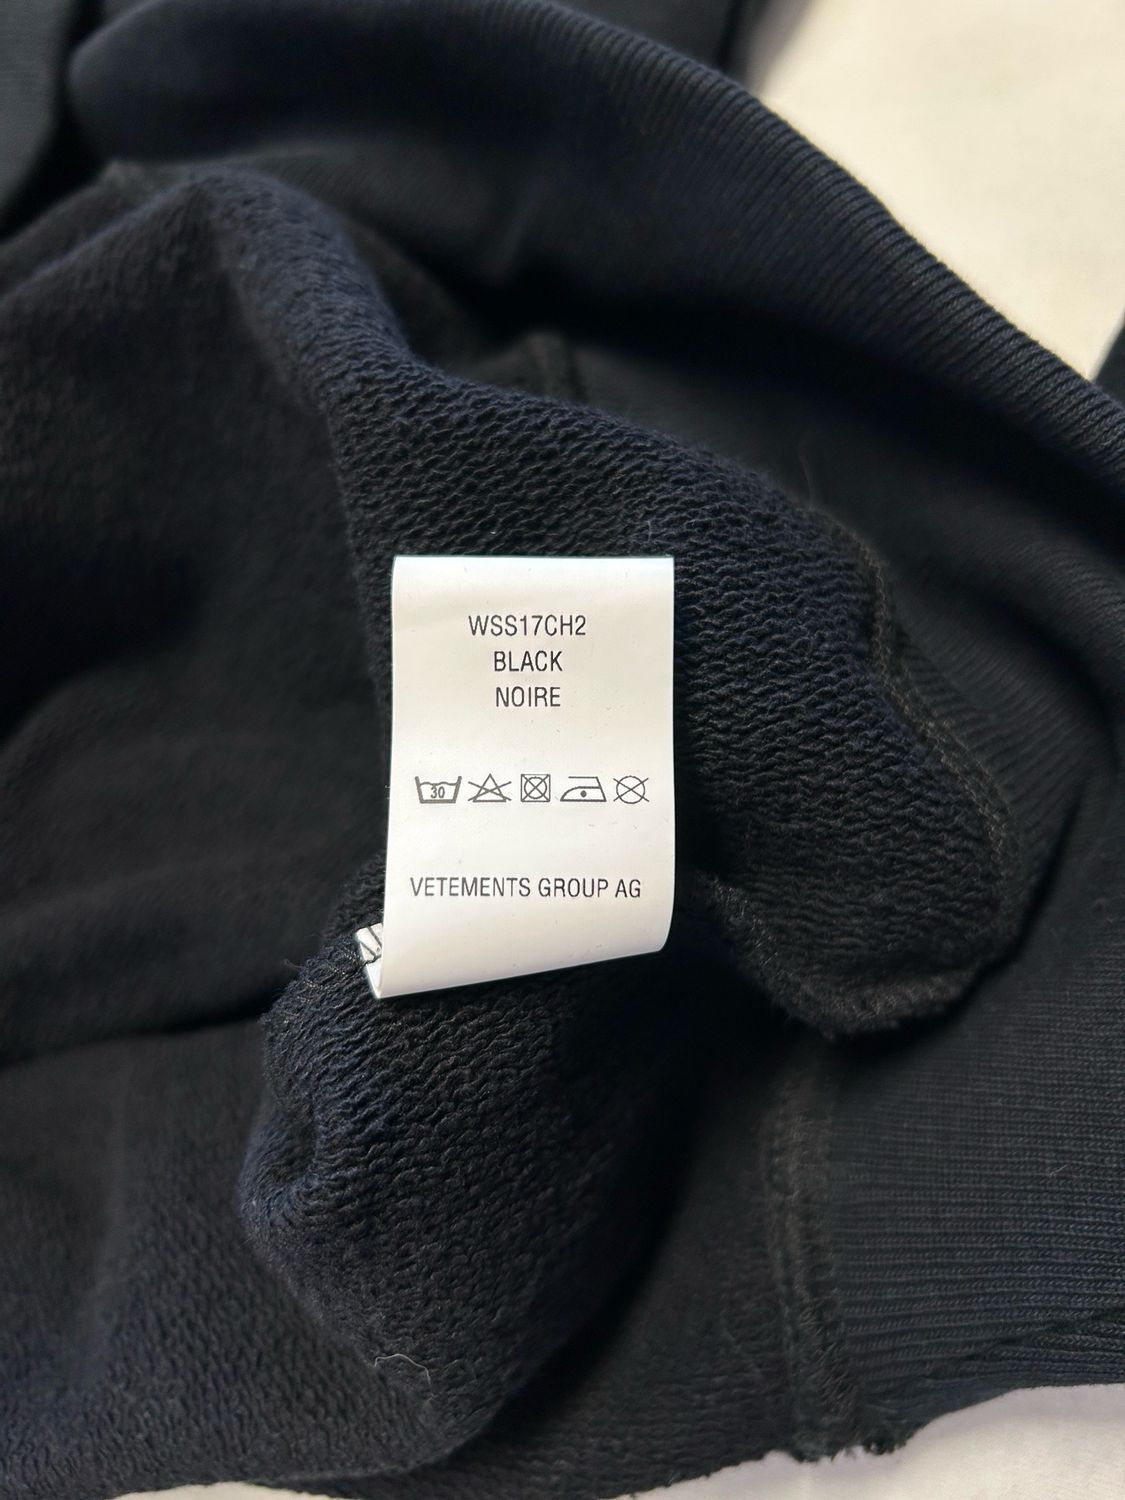 WSS17CH2
BLACK
NOIRE
30
VETEMENTS GROUP AG